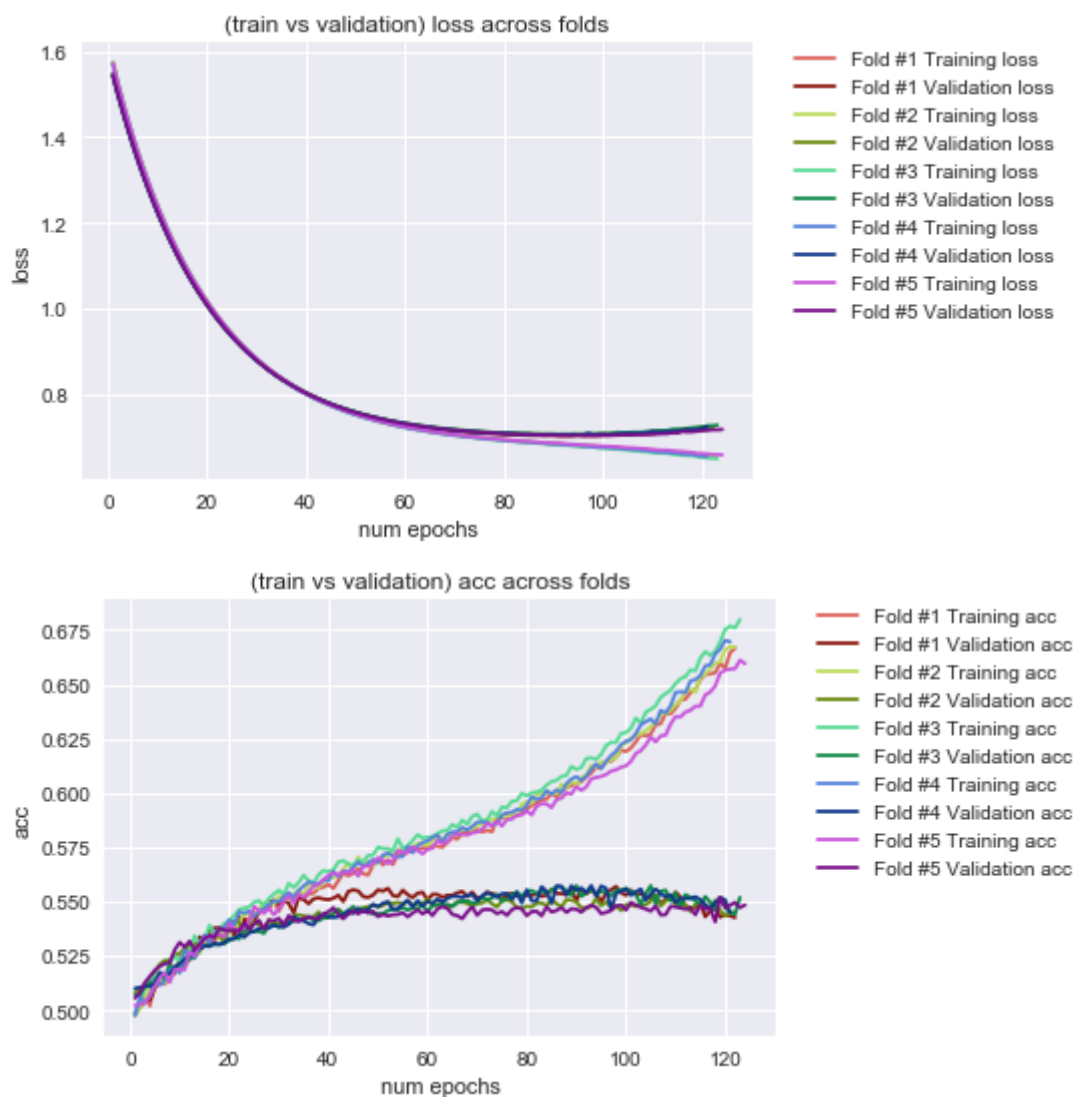 (train vs validation) loss across folds
1.6
1.4
1.2
1.0
0.8
loss
0 20 40 60 80 100 120
num epochs
Fold #1 Training loss
Fold #1 Validation loss
Fold #2 Training loss
Fold #2 Validation loss
Fold #3 Training loss
Fold #3 Validation loss
Fold #4 Training loss
Fold #4 Validation loss
Fold #5 Training loss
Fold #5 Validation loss
(train vs validation) acc across folds
0.675
0.650
0.625
0.600
0.575
0.550
0.525
0.500
acc
0 20 40 60 80 100 120
num epochs
Fold #1 Training acc
Fold #1 Validation acc
Fold #2 Training acc
Fold #2 Validation acc
Fold #3 Training acc
Fold #3 Validation acc
Fold #4 Training acc
Fold #4 Validation acc
Fold #5 Training acc
Fold #5 Validation acc